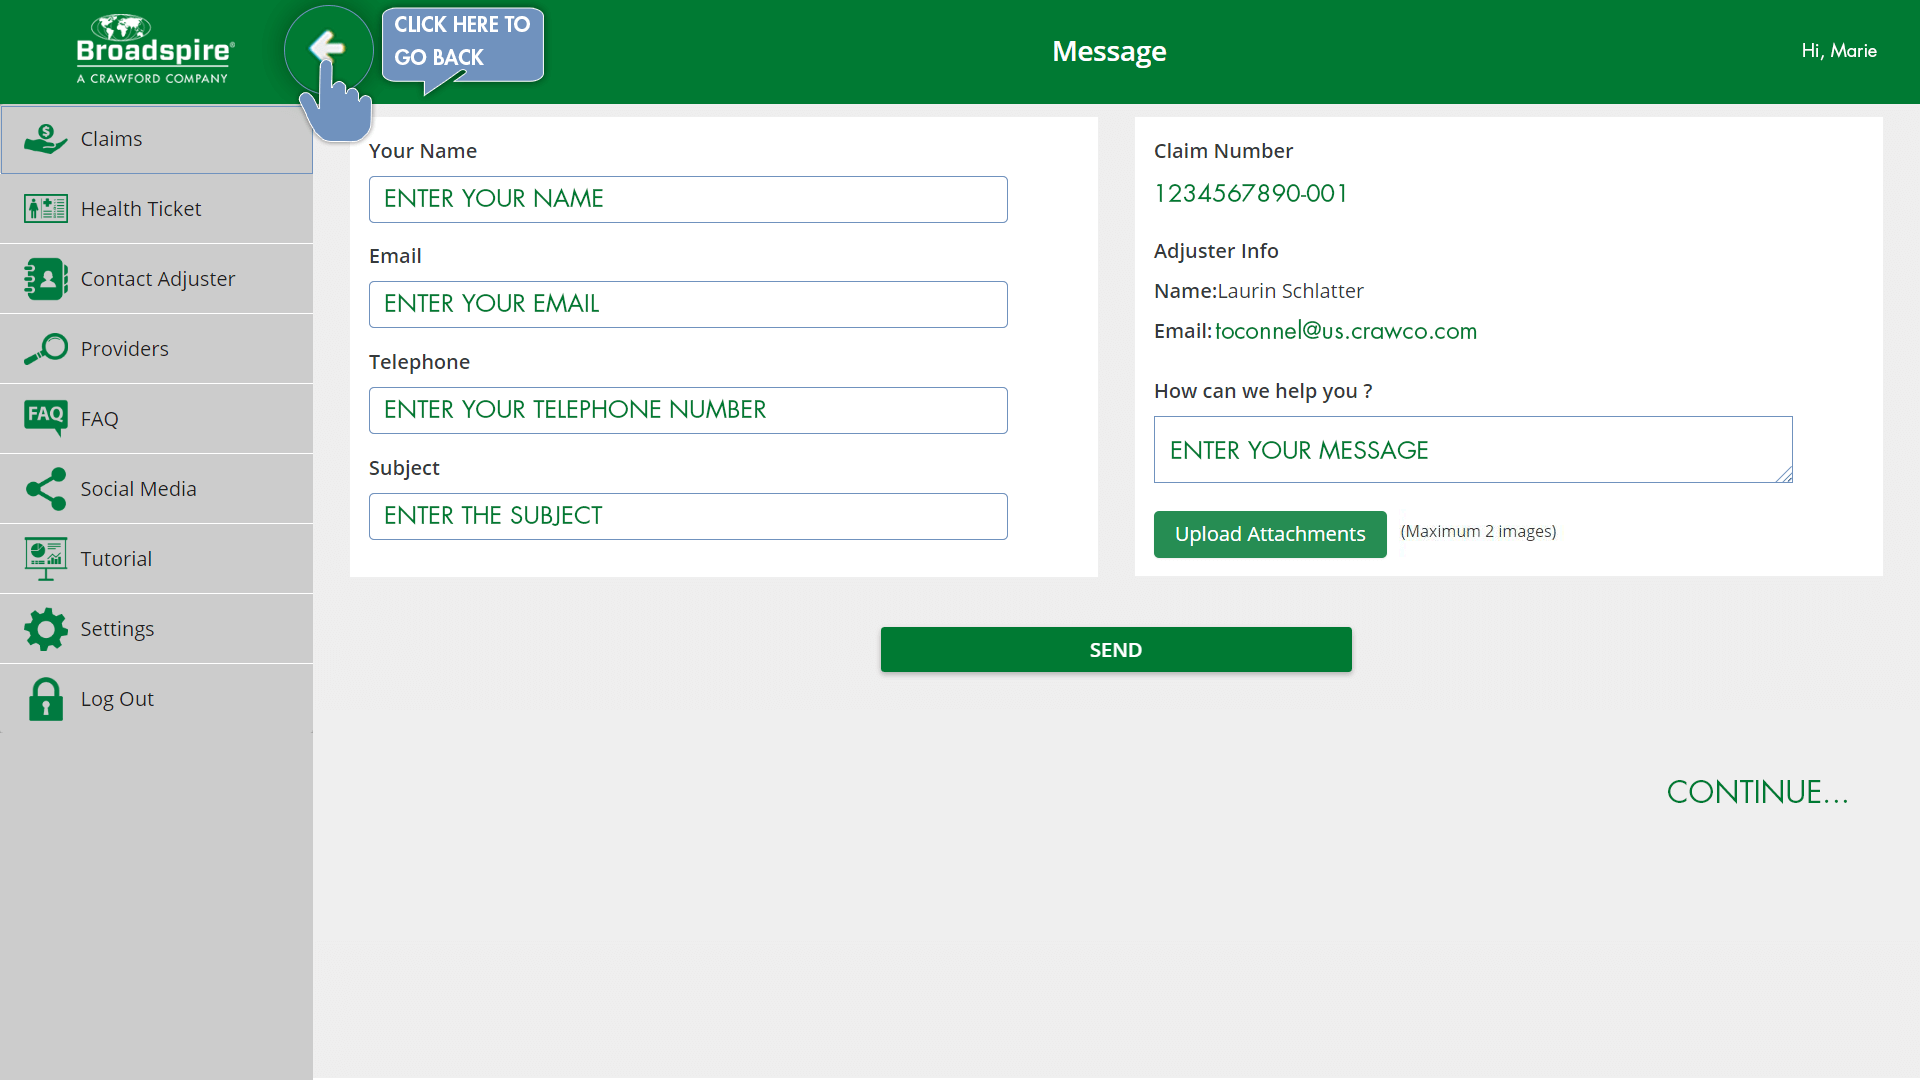 Broadspire®
A CRAWFORD COMPANY
CLICK HERE TO
GO BACK
Message
Hi, Marie
Claims
Health Ticket
Contact Adjuster
Providers
FAQ
FAQ
Social Media
Tutorial
Settings
Log Out
Your Name
ENTER YOUR NAME
Email
ENTER YOUR EMAIL
Telephone
ENTER YOUR TELEPHONE NUMBER
Subject
ENTER THE SUBJECT
Claim Number
1234567890-001
Adjuster Info
Name:Laurin Schlatter
Email:toconnel@us.crawco.com
How can we help you ?
ENTER YOUR MESSAGE
Upload Attachments (Maximum 2 images)
SEND
CONTINUE...